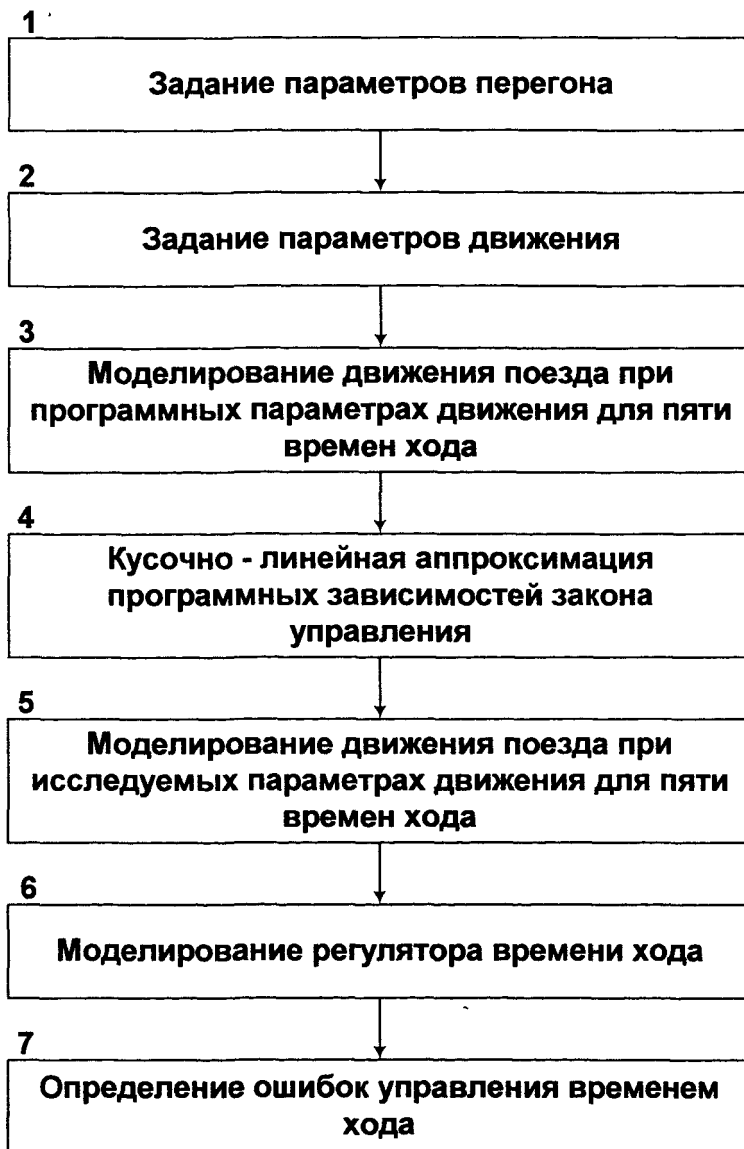 1
Задание параметров перегона
2
Задание параметров движения
3
Моделирование движения поезда при
программных параметрах движения для пяти
времен хода
4
Кусочно - линейная аппроксимация
программных зависимостей закона
управления
5
Моделирование движения поезда при
исследуемых параметрах движения для пяти
времен хода
6
Моделирование регулятора времени хода
7
Определение ошибок управления временем
хода